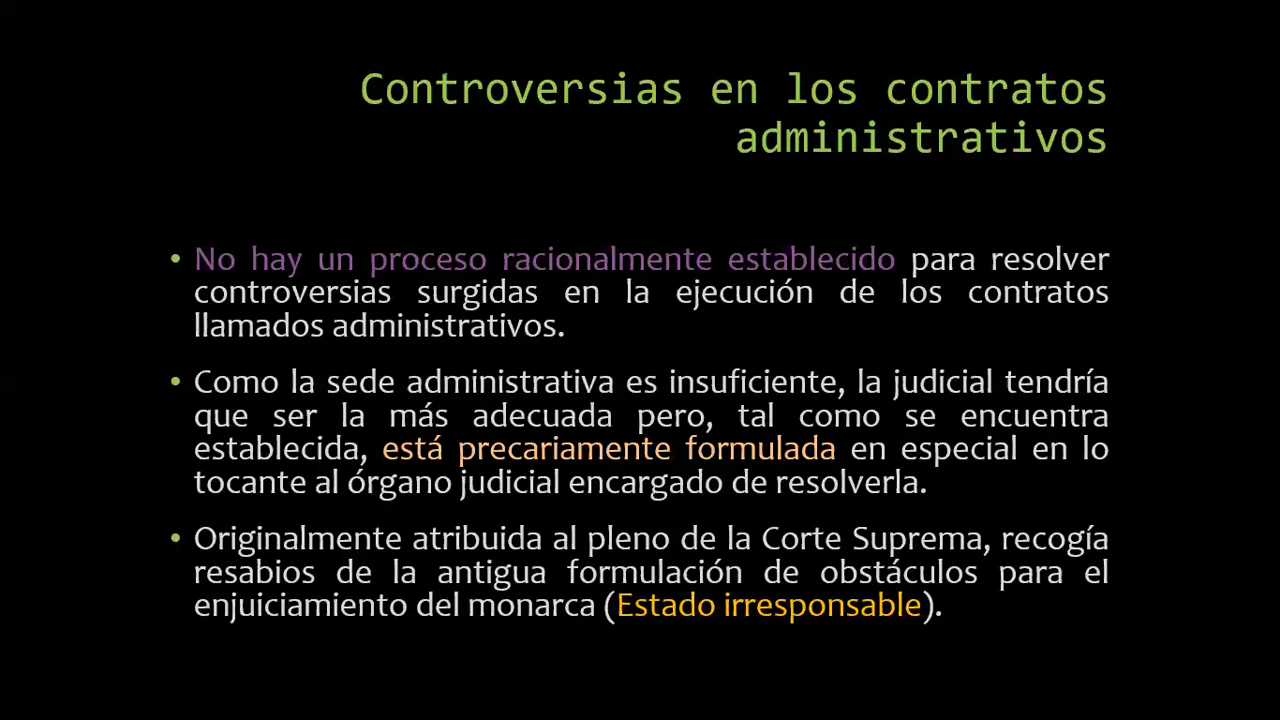 Controversias en los contratos
administrativos
• No hay un proceso racionalmente establecido para resolver
controversias surgidas en la ejecución de los contratos
llamados administrativos.
• Como la sede administrativa es insuficiente, la judicial tendría
que ser la más adecuada pero, tal como se encuentra
establecida, está precariamente formulada en especial en lo
tocante al órgano judicial encargado de resolverla.
• Originalmente atribuida al pleno de la Corte Suprema, recogía
resabios de la antigua formulación de obstáculos para el
enjuiciamiento del monarca (Estado irresponsable).